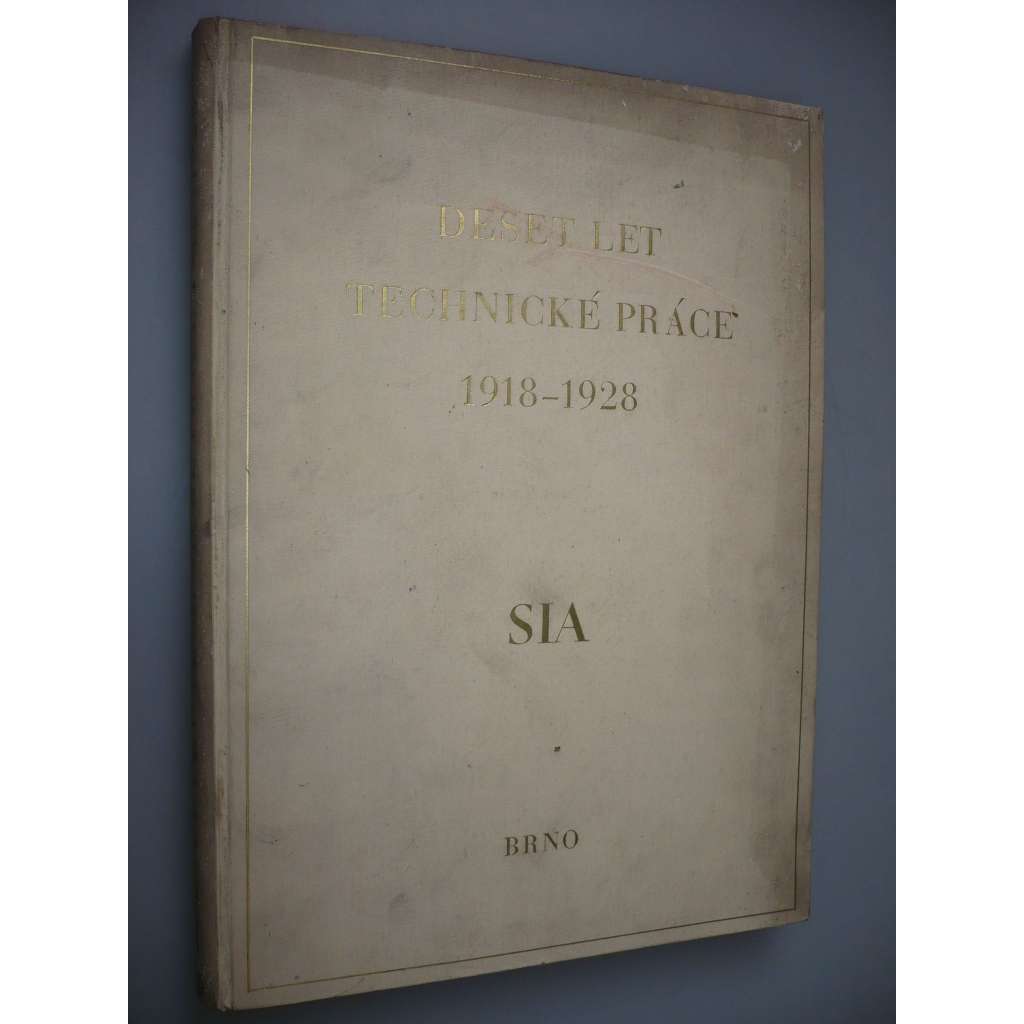 DESET LET
TECHNICKÉ PRÁCE
1918–1928
SIA
BRNO